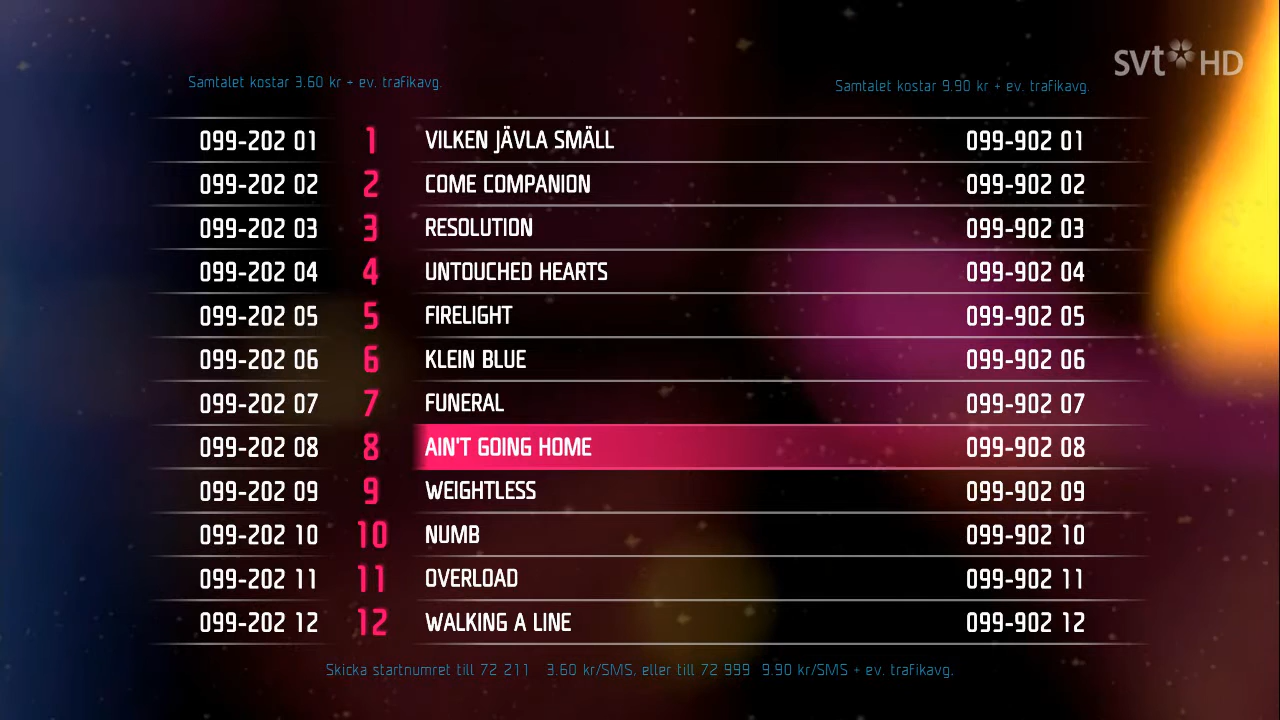 svt HD
Samtalet kostar 3.60 kr + ev. trafikavg.
Samtalet kostar 9.90 kr + ev. trafikavg.
099-202 01 1 VILKEN JÄVLA SMÄLL 099-902 01
099-202 02 2 COME COMPANION 099-902 02
099-202 03 3 RESOLUTION 099-902 03
099-202 04 4 UNTOUCHED HEARTS 099-902 04
099-202 05 5 FIRELIGHT 099-902 05
099-202 06 6 KLEIN BLUE 099-902 06
099-202 07 7 FUNERAL 099-902 07
099-202 08 8 AIN'T GOING HOME 099-902 08
099-202 09 9 WEIGHTLESS 099-902 09
099-202 10 10 NUMB 099-902 10
099-202 11 11 OVERLOAD 099-902 11
099-202 12 12 WALKING A LINE 099-902 12
Skicka startnumret till 72 211 3.60 kr/SMS, eller till 72 999 9.90 kr/SMS + ev. trafikavg.